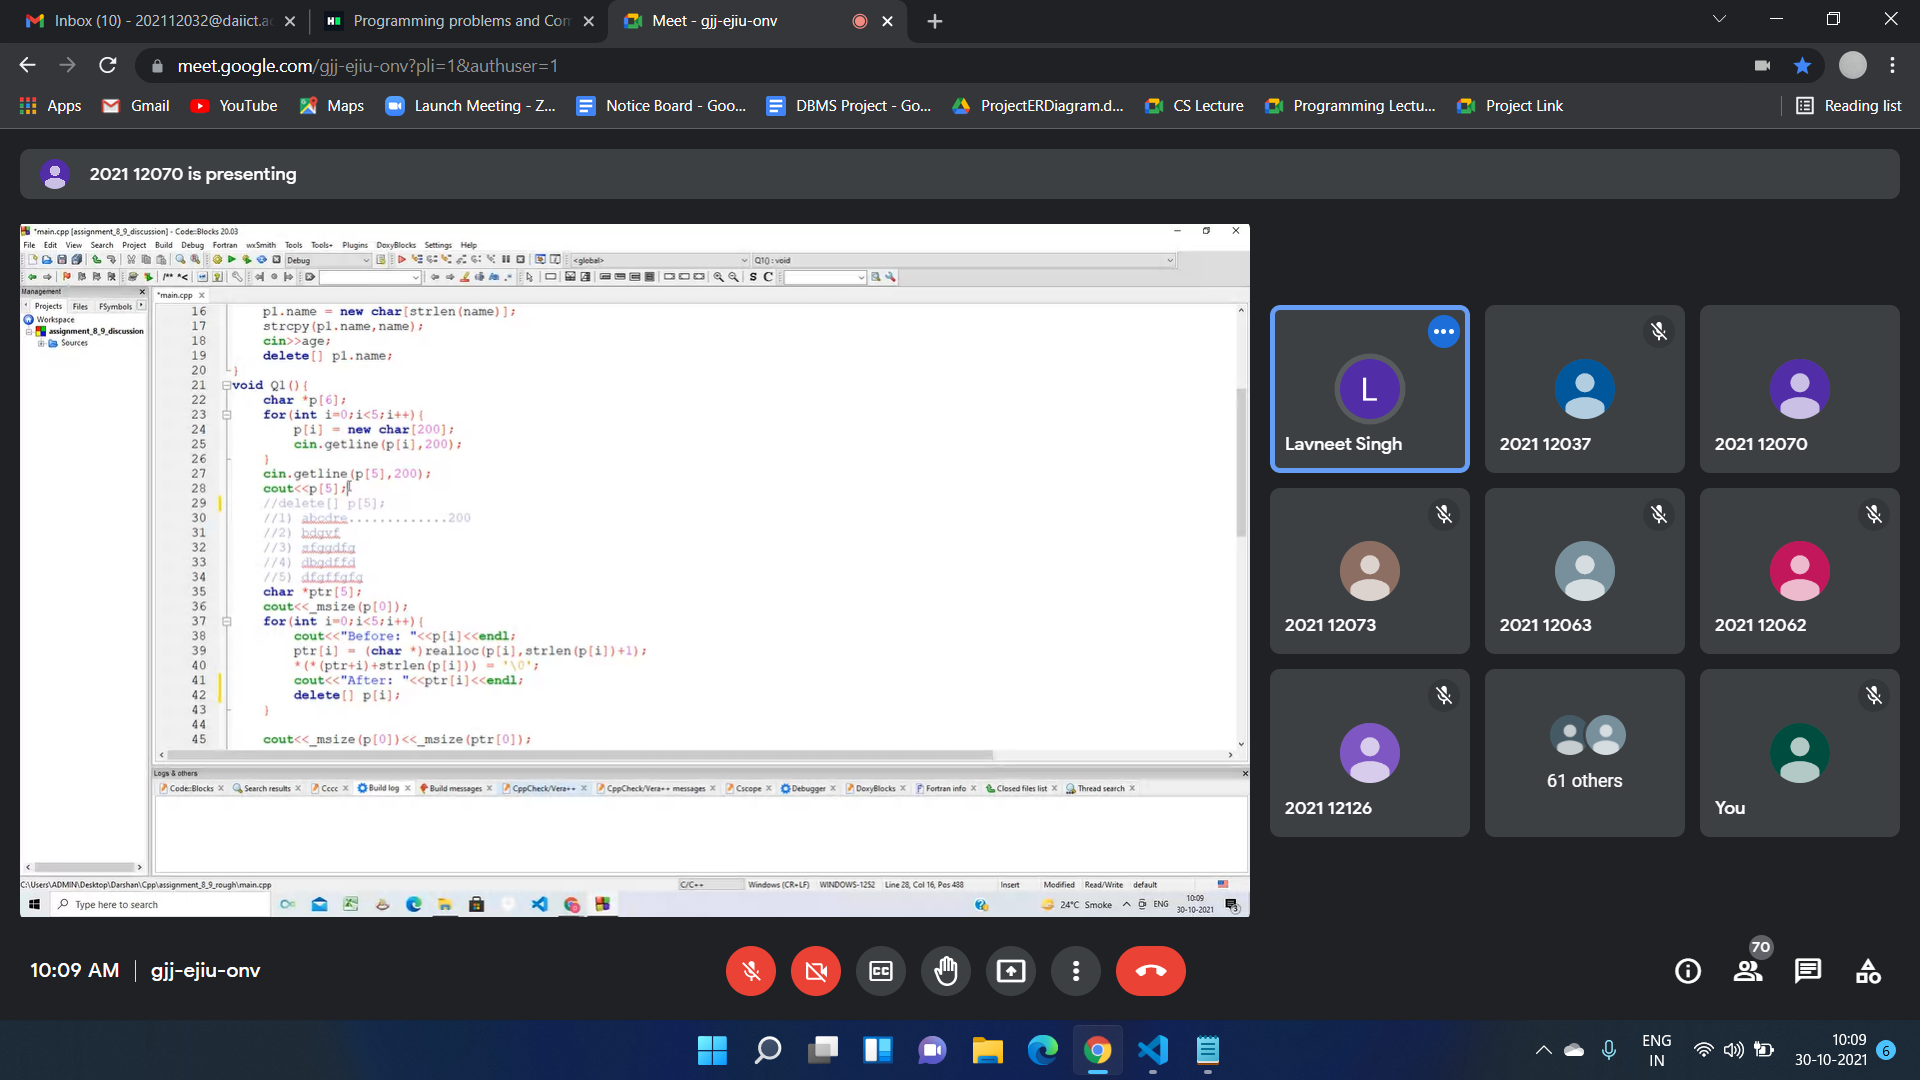 Inbox (10) - 202112032@daiict.ac
Programming problems and Com
Meet - gjj-ejiu-onv
meet.google.com/gjj-ejiu-onv?pli=1&authuser=1
Apps
Gmail
YouTube
Maps
Launch Meeting - Z...
Notice Board - Goo...
DBMS Project - Go...
ProjectERDiagram.d...
CS Lecture
Programming Lectu...
Project Link
Reading list
2021 12070 is presenting
*main.cpp [assignment_8_9_discussion] - Code::Blocks 20.03
File Edit View Search Project Build Debug Fortran wxSmith Tools Tools+ Plugins DoxyBlocks Settings Help
Debug
<global>
Q1() : void
Management
Projects Files FSymbols
Workspace
assignment_8_9_discussion
Sources
*main.cpp
16 p1.name = new char[strlen(name)];
17 strcpy(p1.name,name);
18 cin>>age;
19 delete[] p1.name;
20 }
21 void Q1(){
22 char *p[6];
23 for(int i=0;i<5;i++){
24 p[i] = new char[200];
25 cin.getline(p[i],200);
26 }
27 cin.getline(p[5],200);
28 cout<<p[5];
29 //delete[] p[5];
30 //1) abcdre.............200
31 //2) bdgvf
32 //3) sfggdfg
33 //4) dbgdffd
34 //5) dfgffgfg
35 char *ptr[5];
36 cout<<_msize(p[0]);
37 for(int i=0;i<5;i++){
38 cout<<"Before: "<<p[i]<<endl;
39 ptr[i] = (char *)realloc(p[i],strlen(p[i])+1);
40 *(*(ptr+i)+strlen(p[i])) = '\0';
41 cout<<"After: "<<ptr[i]<<endl;
42 delete[] p[i];
43 }
44
45 cout<<_msize(p[0])<<_msize(ptr[0]);
Logs & others
Code::Blocks
Search results
Cccc
Build log
Build messages
CppCheck/Vera++
CppCheck/Vera++ messages
Cscope
Debugger
DoxyBlocks
Fortran info
Closed files list
Thread search
C:\Users\ADMIN\Desktop\Darshan\Cpp\assignment_8_9_rough\main.cpp
C/C++
Windows (CR+LF)
WINDOWS-1252
Line 28, Col 16, Pos 488
Insert
Modified
Read/Write
default
Type here to search
24°C Smoke
ENG
10:09
30-10-2021
3
L
Lavneet Singh
2021 12037
2021 12070
2021 12073
2021 12063
2021 12062
2021 12126
61 others
You
10:09 AM
gjj-ejiu-onv
70
ENG
IN
10:09
30-10-2021
6